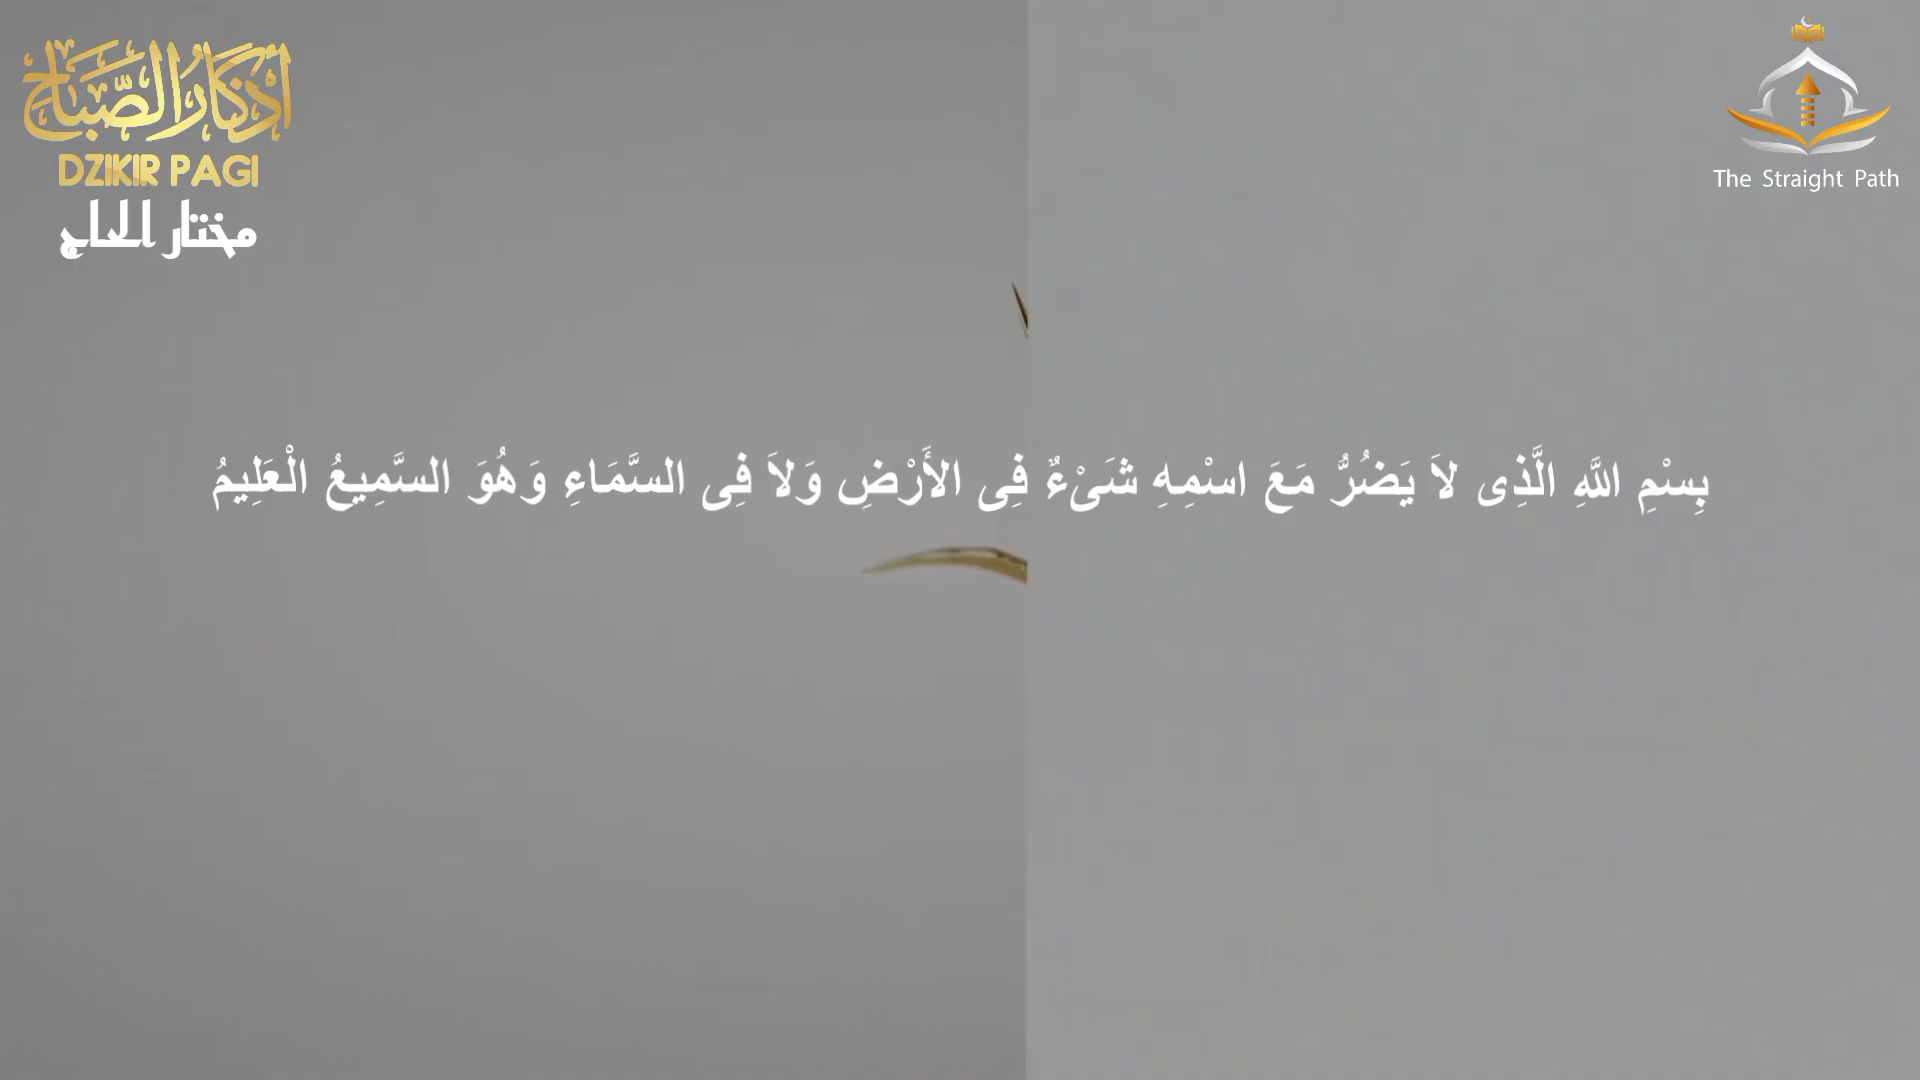 أذكار الصباح
DZIKIR PAGI
مختار الحاج
The Straight Path
بِسْمِ اللَّهِ الَّذِى لاَ يَضُرُّ مَعَ اسْمِهِ شَىْءٌ فِى الأَرْضِ وَلاَ فِى السَّمَاءِ وَهُوَ السَّمِيعُ الْعَلِيمُ